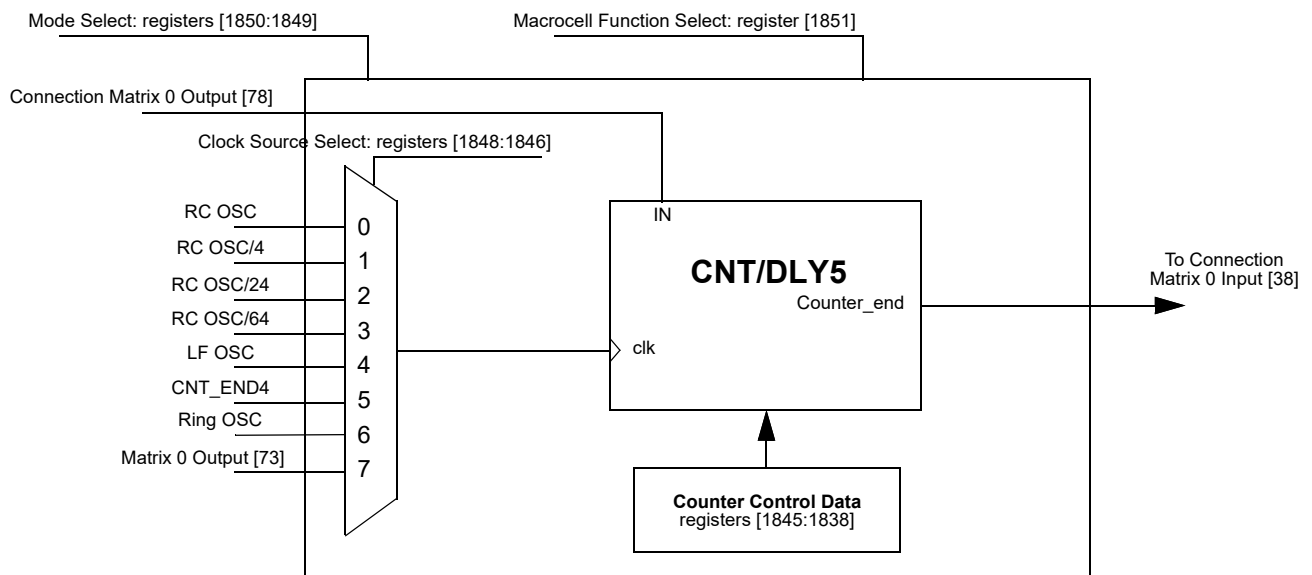 Mode Select: registers [1850:1849]
Macrocell Function Select: register [1851]
Connection Matrix 0 Output [78]
Clock Source Select: registers [1848:1846]
RC OSC
0
RC OSC/4
1
RC OSC/24
2
RC OSC/64
3
LF OSC
4
CNT_END4
5
Ring OSC
6
Matrix 0 Output [73]
7
IN
CNT/DLY5
Counter_end
clk
To Connection
Matrix 0 Input [38]
Counter Control Data
registers [1845:1838]